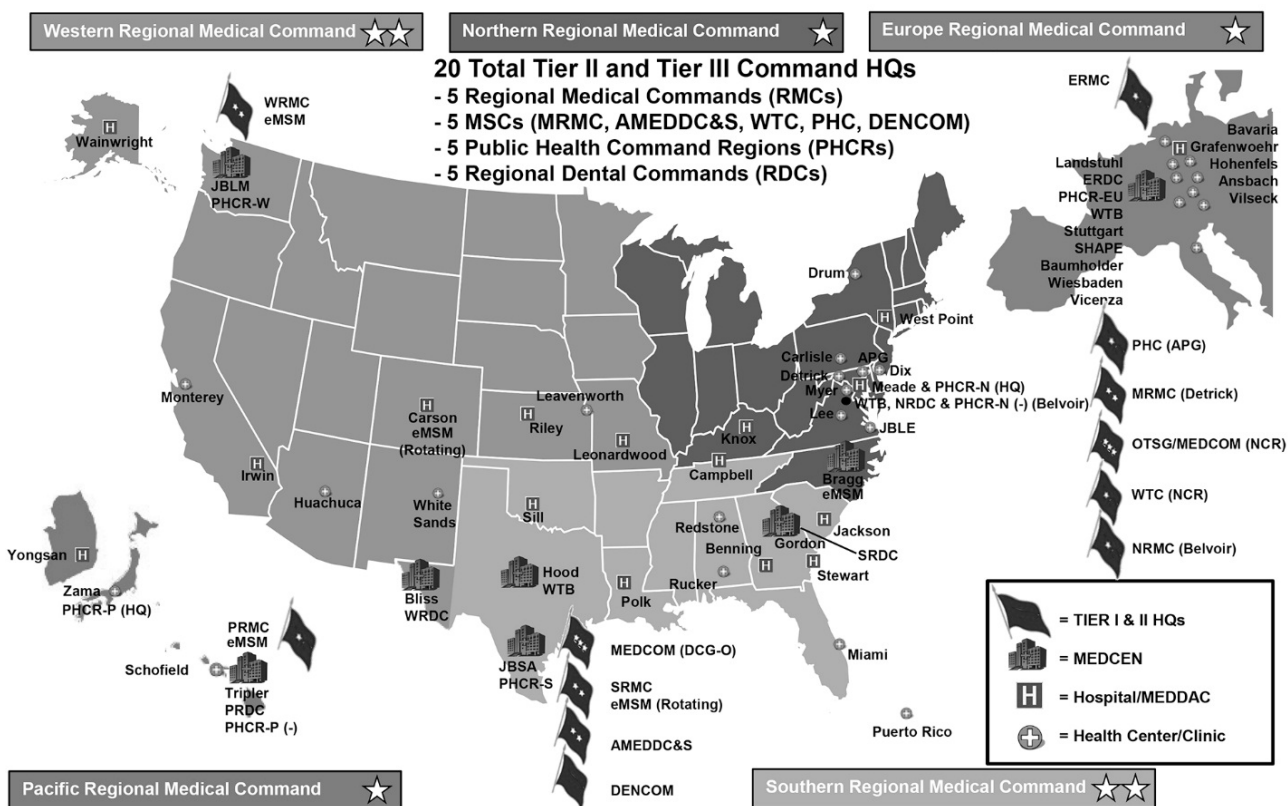 Western Regional Medical Command
Northern Regional Medical Command
Europe Regional Medical Command
20 Total Tier II and Tier III Command HQs
- 5 Regional Medical Commands (RMCs)
- 5 MSCs (MRMC, AMEDDC&S, WTC, PHC, DENCOM)
- 5 Public Health Command Regions (PHCRs)
- 5 Regional Dental Commands (RDCs)
WRMC
eMSM
H
Wainwright
JBLM
PHCR-W
ERMC
H
Bavaria
Grafenwoehr
Hohenfels
Ansbach
Vilseck
Landstuhl
ERDC
PHCR-EU
WTB
Stuttgart
SHAPE
Baumholder
Wiesbaden
Vicenza
Drum
H
West Point
Carlisle
APG
Dix
Detrick
H
Meade & PHCR-N (HQ)
Myer
WTB, NRDC & PHCR-N (-) (Belvoir)
Lee
JBLE
Monterey
Leavenworth
H
Carson
eMSM
(Rotating)
H
Riley
H
Leonardwood
H
Knox
H
Campbell
Bragg
eMSM
H
Irwin
Huachuca
White
Sands
H
Sill
Redstone
Gordon
H
Jackson
SRDC
Benning
H
H
Stewart
Rucker
H
Polk
Hood
WTB
Bliss
WRDC
JBSA
PHCR-S
Miami
Puerto Rico
Yongsan
H
Zama
PHCR-P (HQ)
PRMC
eMSM
Schofield
Tripler
PRDC
PHCR-P (-)
MEDCOM (DCG-O)
SRMC
eMSM (Rotating)
AMEDDC&S
DENCOM
PHC (APG)
MRMC (Detrick)
OTSG/MEDCOM (NCR)
WTC (NCR)
NRMC (Belvoir)
= TIER I & II HQs
= MEDCEN
H = Hospital/MEDDAC
= Health Center/Clinic
Pacific Regional Medical Command
Southern Regional Medical Command